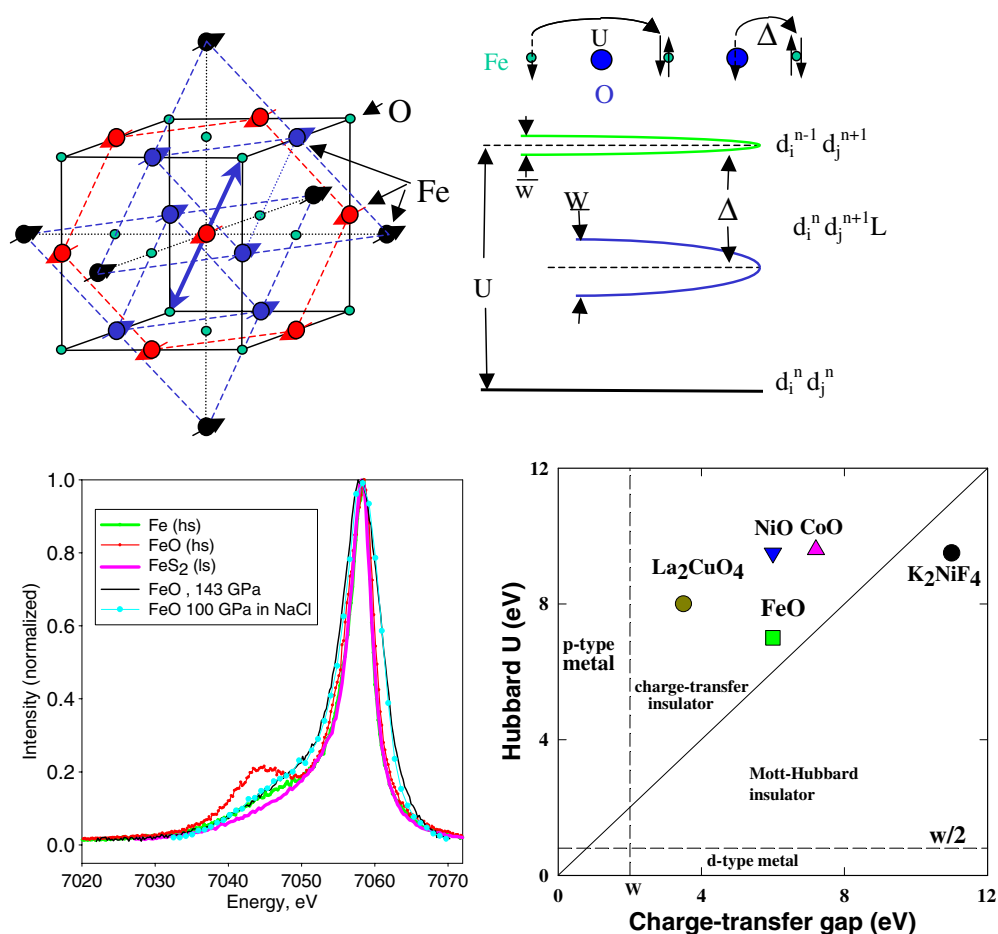 O
Fe
U
Δ
Fe
O
d_i^{n-1} d_j^{n+1}
w
W
Δ
d_i^n d_j^{n+1}L
U
d_i^n d_j^n
1.0
0.8
0.6
0.4
0.2
0.0
Intensity (normalized)
Fe (hs)
FeO (hs)
FeS₂ (ls)
FeO , 143 GPa
FeO 100 GPa in NaCl
7020 7030 7040 7050 7060 7070
Energy, eV
12
8
4
0
Hubbard U (eV)
NiO CoO
La₂CuO₄
K₂NiF₄
FeO
p-type
metal
charge-transfer
insulator
Mott-Hubbard
insulator
w/2
d-type metal
0 W 4 8 12
Charge-transfer gap (eV)